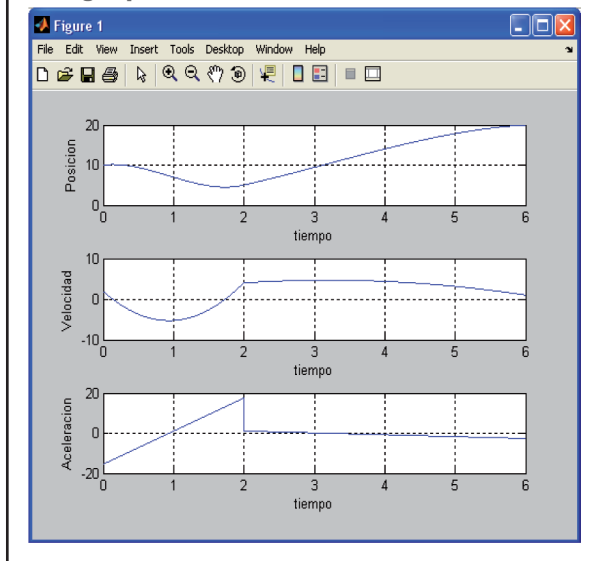 Figure 1
File Edit View Insert Tools Desktop Window Help
20
10
0
Posicion
0 1 2 3 4 5 6
tiempo
10
0
-10
Velocidad
0 1 2 3 4 5 6
tiempo
20
0
-20
Aceleracion
0 1 2 3 4 5 6
tiempo